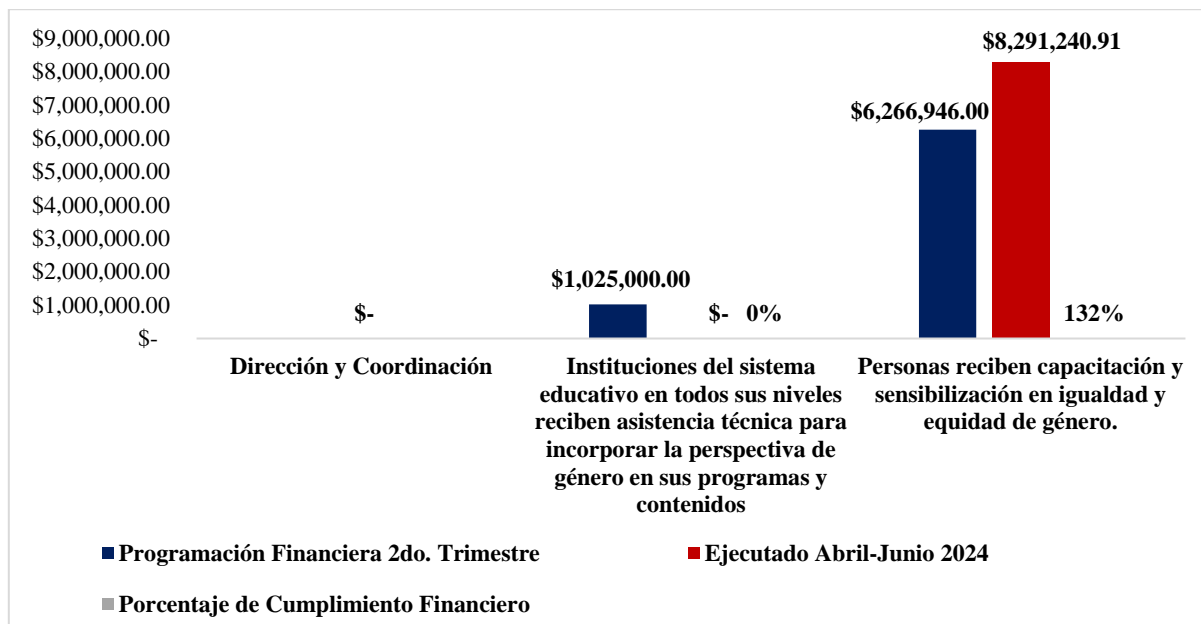 $9,000,000.00
$8,000,000.00
$7,000,000.00
$6,000,000.00
$5,000,000.00
$4,000,000.00
$3,000,000.00
$2,000,000.00
$1,000,000.00
$-
$-
$1,025,000.00
$- 0%
$6,266,946.00
$8,291,240.91
132%
Dirección y Coordinación
Instituciones del sistema
educativo en todos sus niveles
reciben asistencia técnica para
incorporar la perspectiva de
género en sus programas y
contenidos
Personas reciben capacitación y
sensibilización en igualdad y
equidad de género.
Programación Financiera 2do. Trimestre
Ejecutado Abril-Junio 2024
Porcentaje de Cumplimiento Financiero